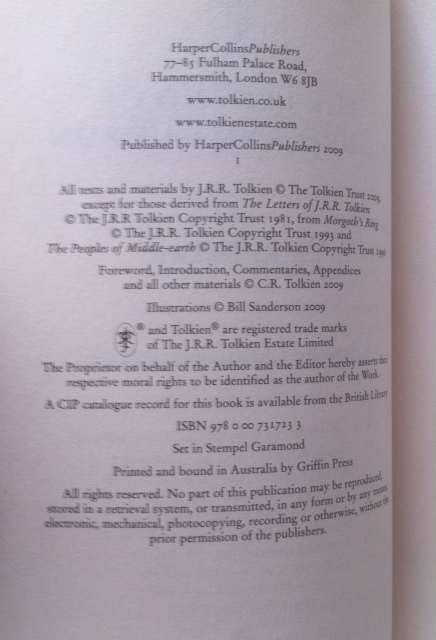 HarperCollinsPublishers
77–85 Fulham Palace Road,
Hammersmith, London W6 8JB
www.tolkien.co.uk
www.tolkienestate.com
Published by HarperCollinsPublishers 2009
1
All texts and materials by J.R.R. Tolkien © The Tolkien Trust 2009,
except for those derived from The Letters of J.R.R. Tolkien
© The J.R.R Tolkien Copyright Trust 1981, from Morgoth's Ring
© The J.R.R. Tolkien Copyright Trust 1993 and
The Peoples of Middle-earth © The J.R.R. Tolkien Copyright Trust 1996
Foreword, Introduction, Commentaries, Appendices
and all other materials © C.R. Tolkien 2009
Illustrations © Bill Sanderson 2009
® and Tolkien® are registered trade marks
of The J.R.R. Tolkien Estate Limited
The Proprietor on behalf of the Author and the Editor hereby asserts their
respective moral rights to be identified as the author of the Work.
A CIP catalogue record for this book is available from the British Library
ISBN 978 0 00 731723 3
Set in Stempel Garamond
Printed and bound in Australia by Griffin Press
All rights reserved. No part of this publication may be reproduced,
stored in a retrieval system, or transmitted, in any form or by any means,
electronic, mechanical, photocopying, recording or otherwise, without the
prior permission of the publishers.